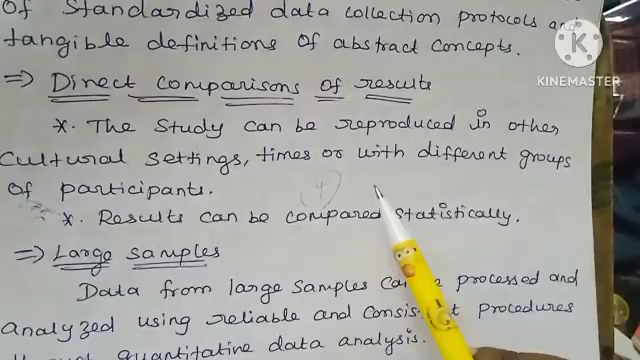 Of Standardized data collection protocols and
tangible definitions of abstract concepts.
KINEMASTER
=> Direct comparisons of results
*. The Study can be reproduced in other
Cultural settings, times or with different groups
of participants.
*. Results can be compared statistically.
=> Large samples
Data from large samples can be processed and
analyzed using reliable and consistent procedures
quantitative data analysis.